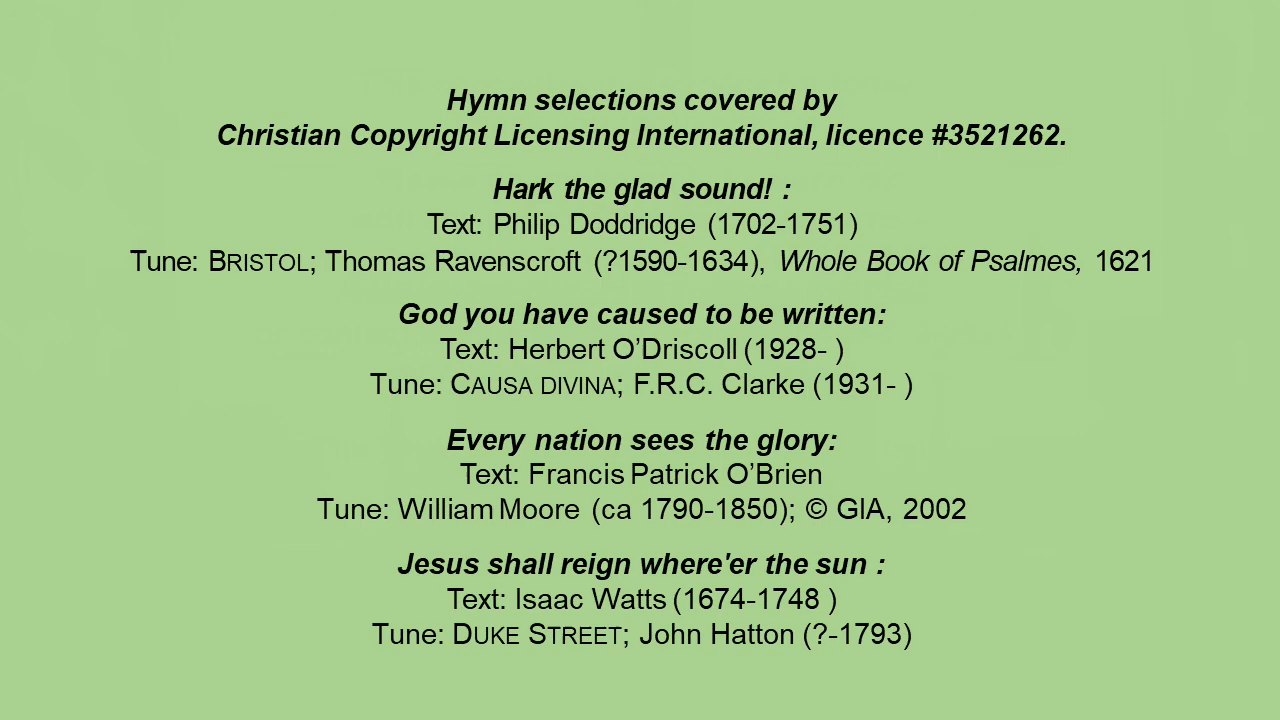 Hymn selections covered by
Christian Copyright Licensing International, licence #3521262.
Hark the glad sound! :
Text: Philip Doddridge (1702-1751)
Tune: BRISTOL; Thomas Ravenscroft (?1590-1634), Whole Book of Psalmes, 1621
God you have caused to be written:
Text: Herbert O’Driscoll (1928- )
Tune: CAUSA DIVINA; F.R.C. Clarke (1931- )
Every nation sees the glory:
Text: Francis Patrick O’Brien
Tune: William Moore (ca 1790-1850); © GIA, 2002
Jesus shall reign where'er the sun :
Text: Isaac Watts (1674-1748 )
Tune: DUKE STREET; John Hatton (?-1793)